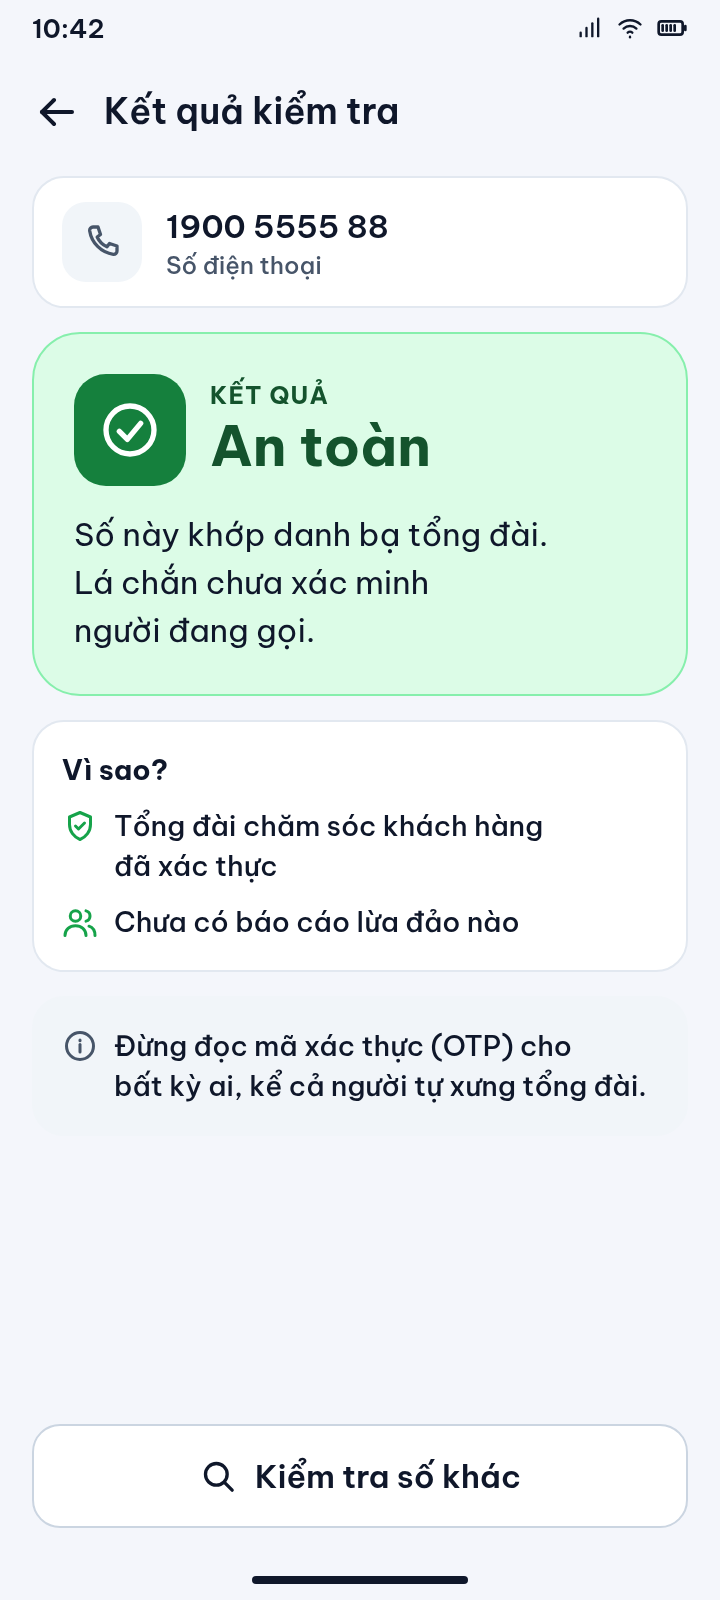 10:42
Kết quả kiểm tra
1900 5555 88
Số điện thoại
KẾT QUẢ
An toàn
Số này khớp danh bạ tổng đài.
Lá chắn chưa xác minh
người đang gọi.
Vì sao?
Tổng đài chăm sóc khách hàng
đã xác thực
Chưa có báo cáo lừa đảo nào
Đừng đọc mã xác thực (OTP) cho
bất kỳ ai, kể cả người tự xưng tổng đài.
Kiểm tra số khác